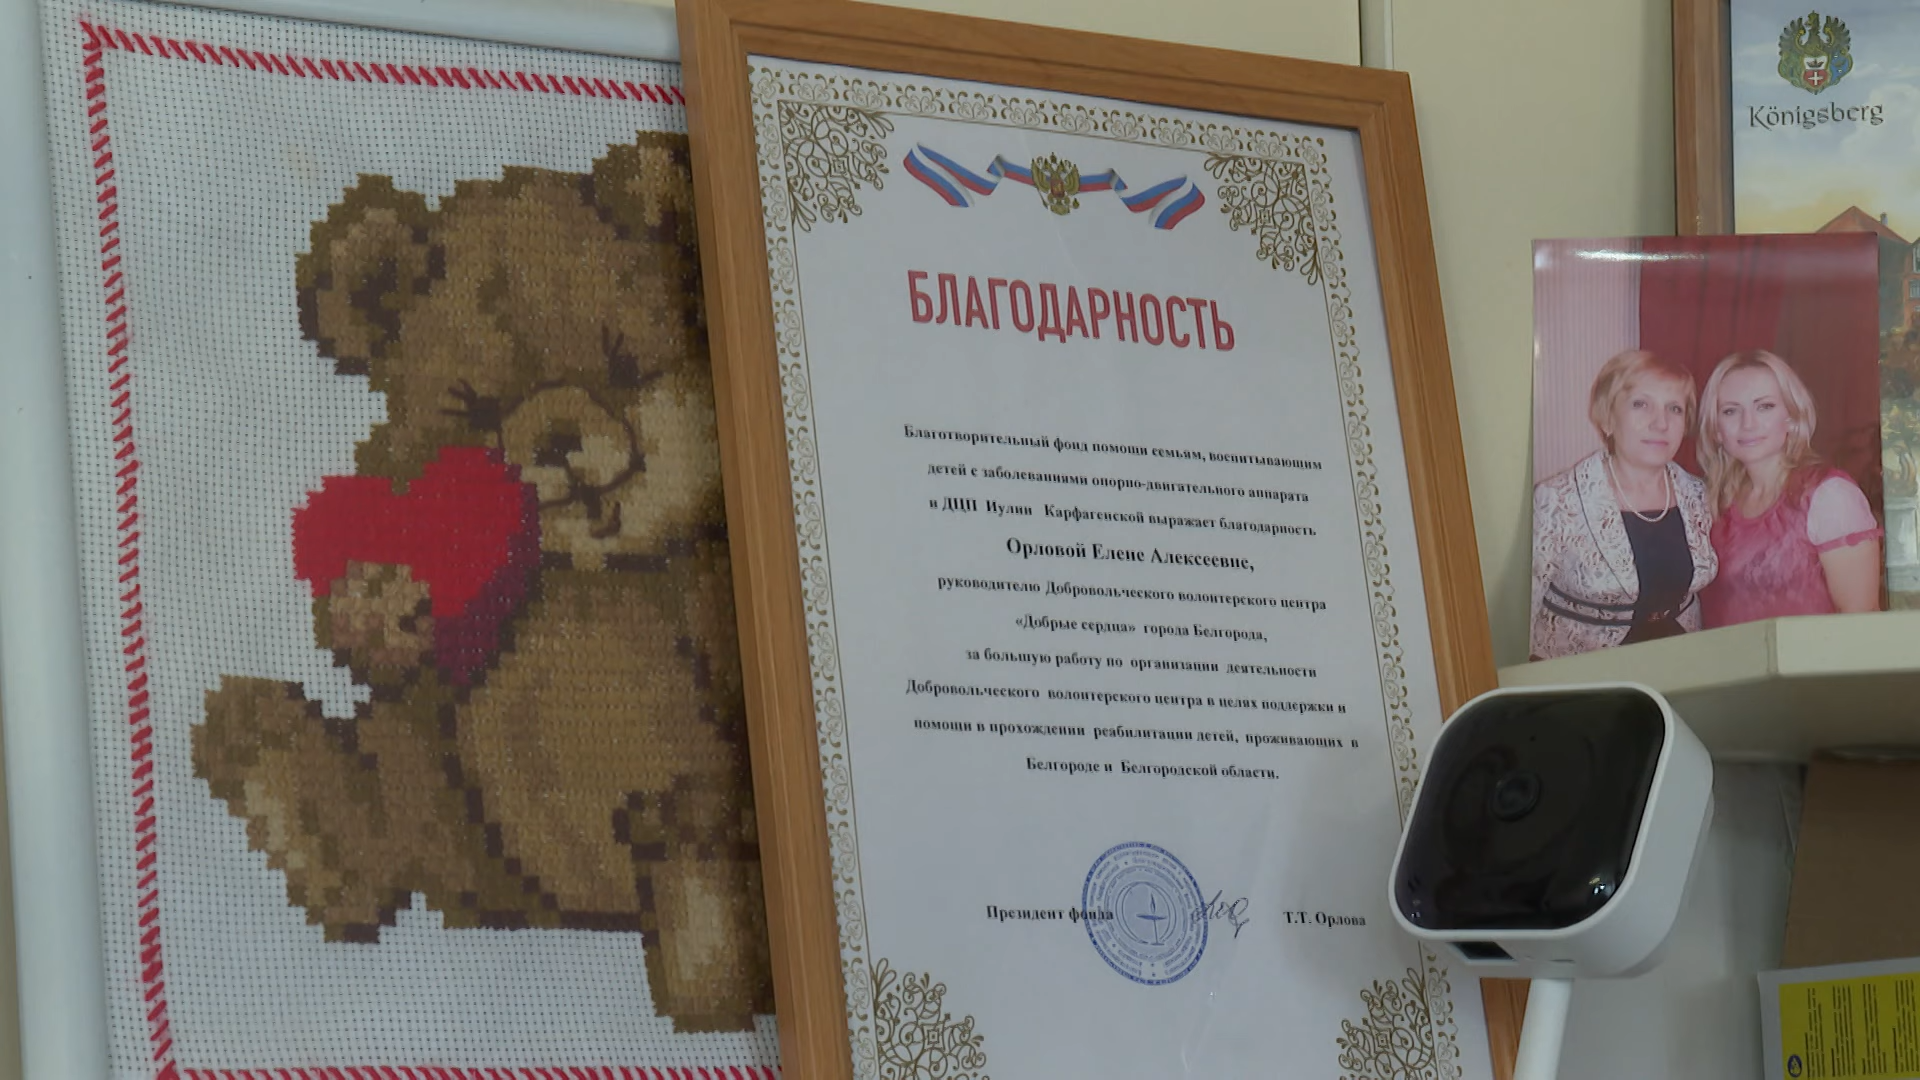 БЛАГОДАРНОСТЬ
Благотворительный фонд помощи семьям, воспитывающим
детей с заболеваниями опорно-двигательного аппарата
и ДЦП Иулии Карфагенской выражает благодарность
Орловой Елене Алексеевне,
руководителю Добровольческого волонтерского центра
«Добрые сердца» города Белгорода,
за большую работу по организации деятельности
Добровольческого волонтерского центра в целях поддержки и
помощи в прохождении реабилитации детей, проживающих в
Белгороде и Белгородской области.
Президент фонда Т.Т. Орлова
Königsberg